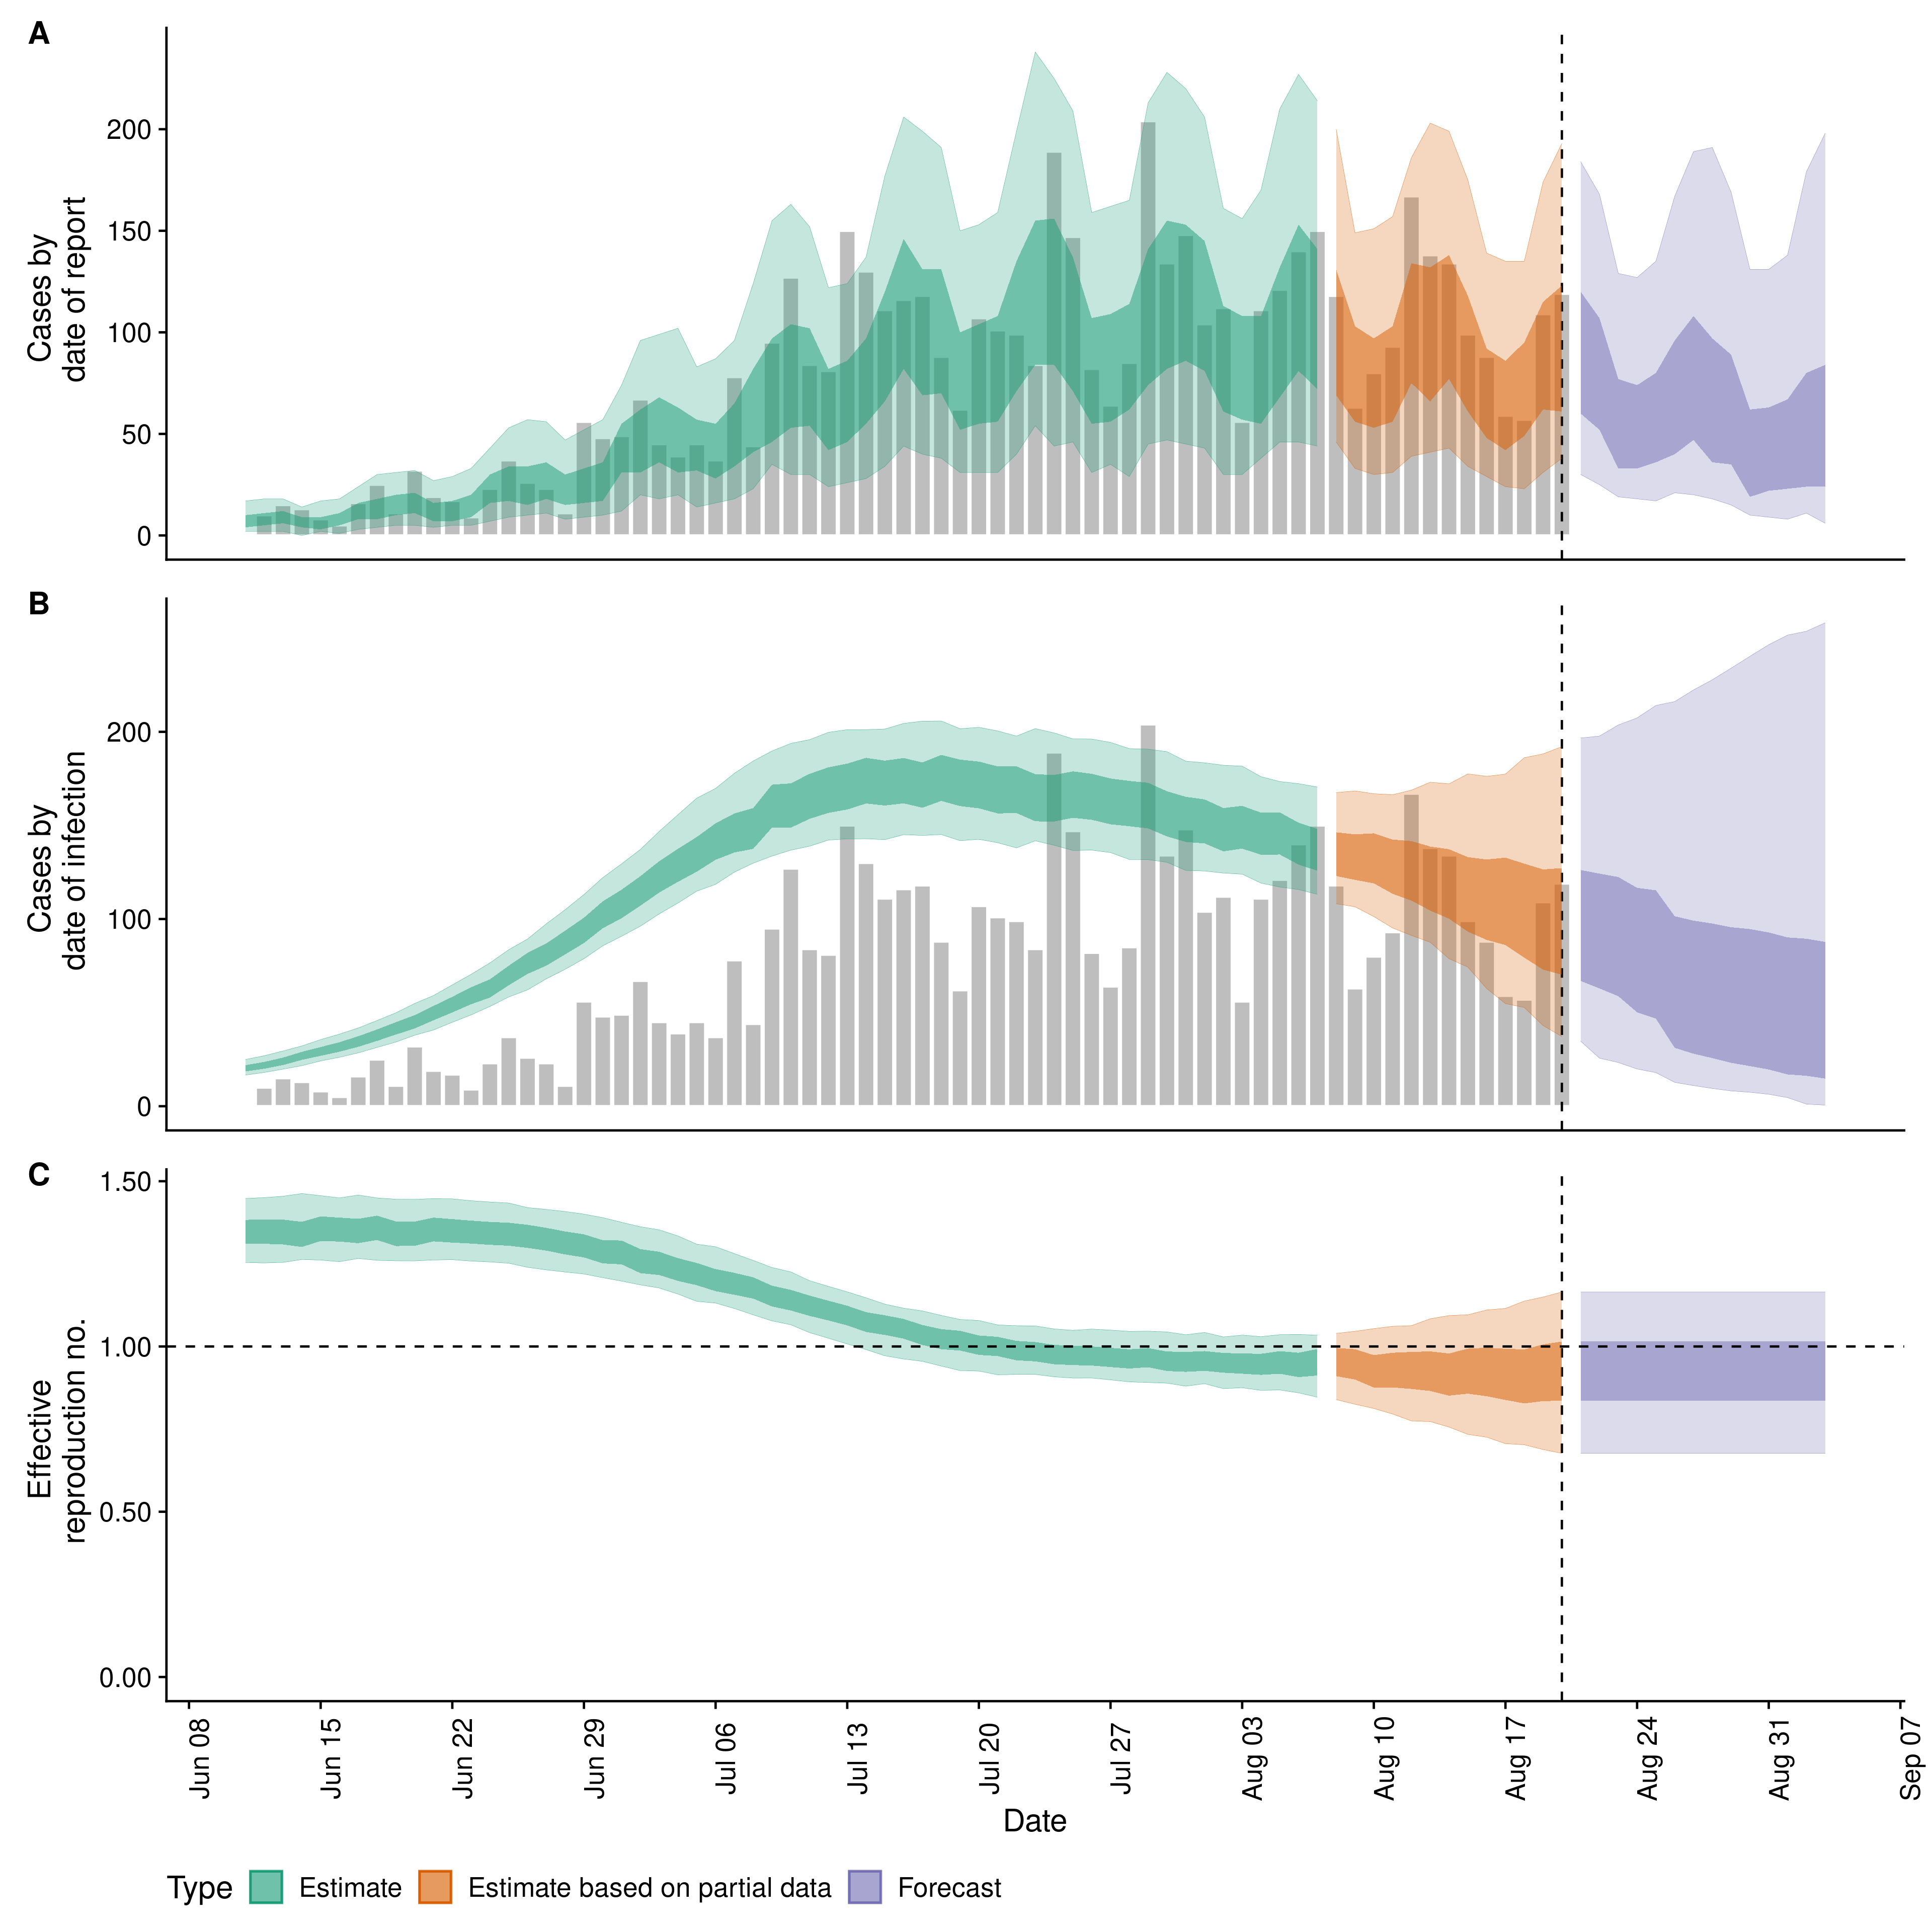 A
Cases by
date of report
200
150
100
50
0
B
Cases by
date of infection
200
100
0
C
Effective
reproduction no.
1.50
1.00
0.50
0.00
Jun 08
Jun 15
Jun 22
Jun 29
Jul 06
Jul 13
Jul 20
Jul 27
Aug 03
Aug 10
Aug 17
Aug 24
Aug 31
Sep 07
Date
Type Estimate Estimate based on partial data Forecast